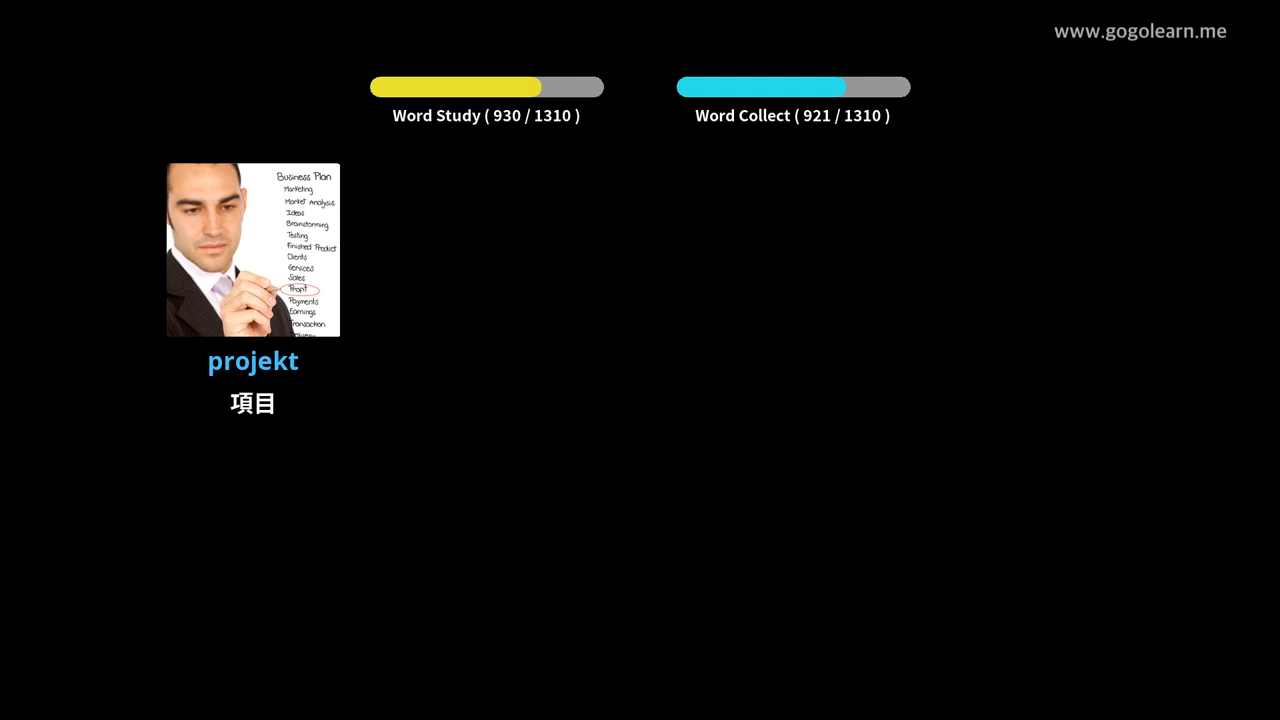 www.gogolearn.me
Word Study ( 930 / 1310 )
Word Collect ( 921 / 1310 )
Business Plan
Marketing
Market Analysis
Ideas
Brainstorming
Testing
Finished Product
Clients
Services
Sales
Profit
Payments
Earnings
Transaction
projekt
項目